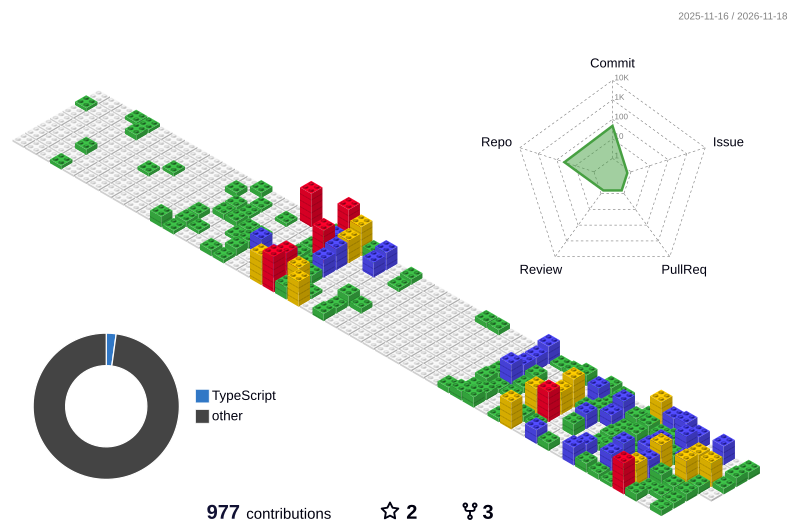 2025-11-16 / 2026-11-18
Commit
10K
1K
100
10
1
Issue
Repo
Review
PullReq
TypeScript
other
977 contributions
2
3